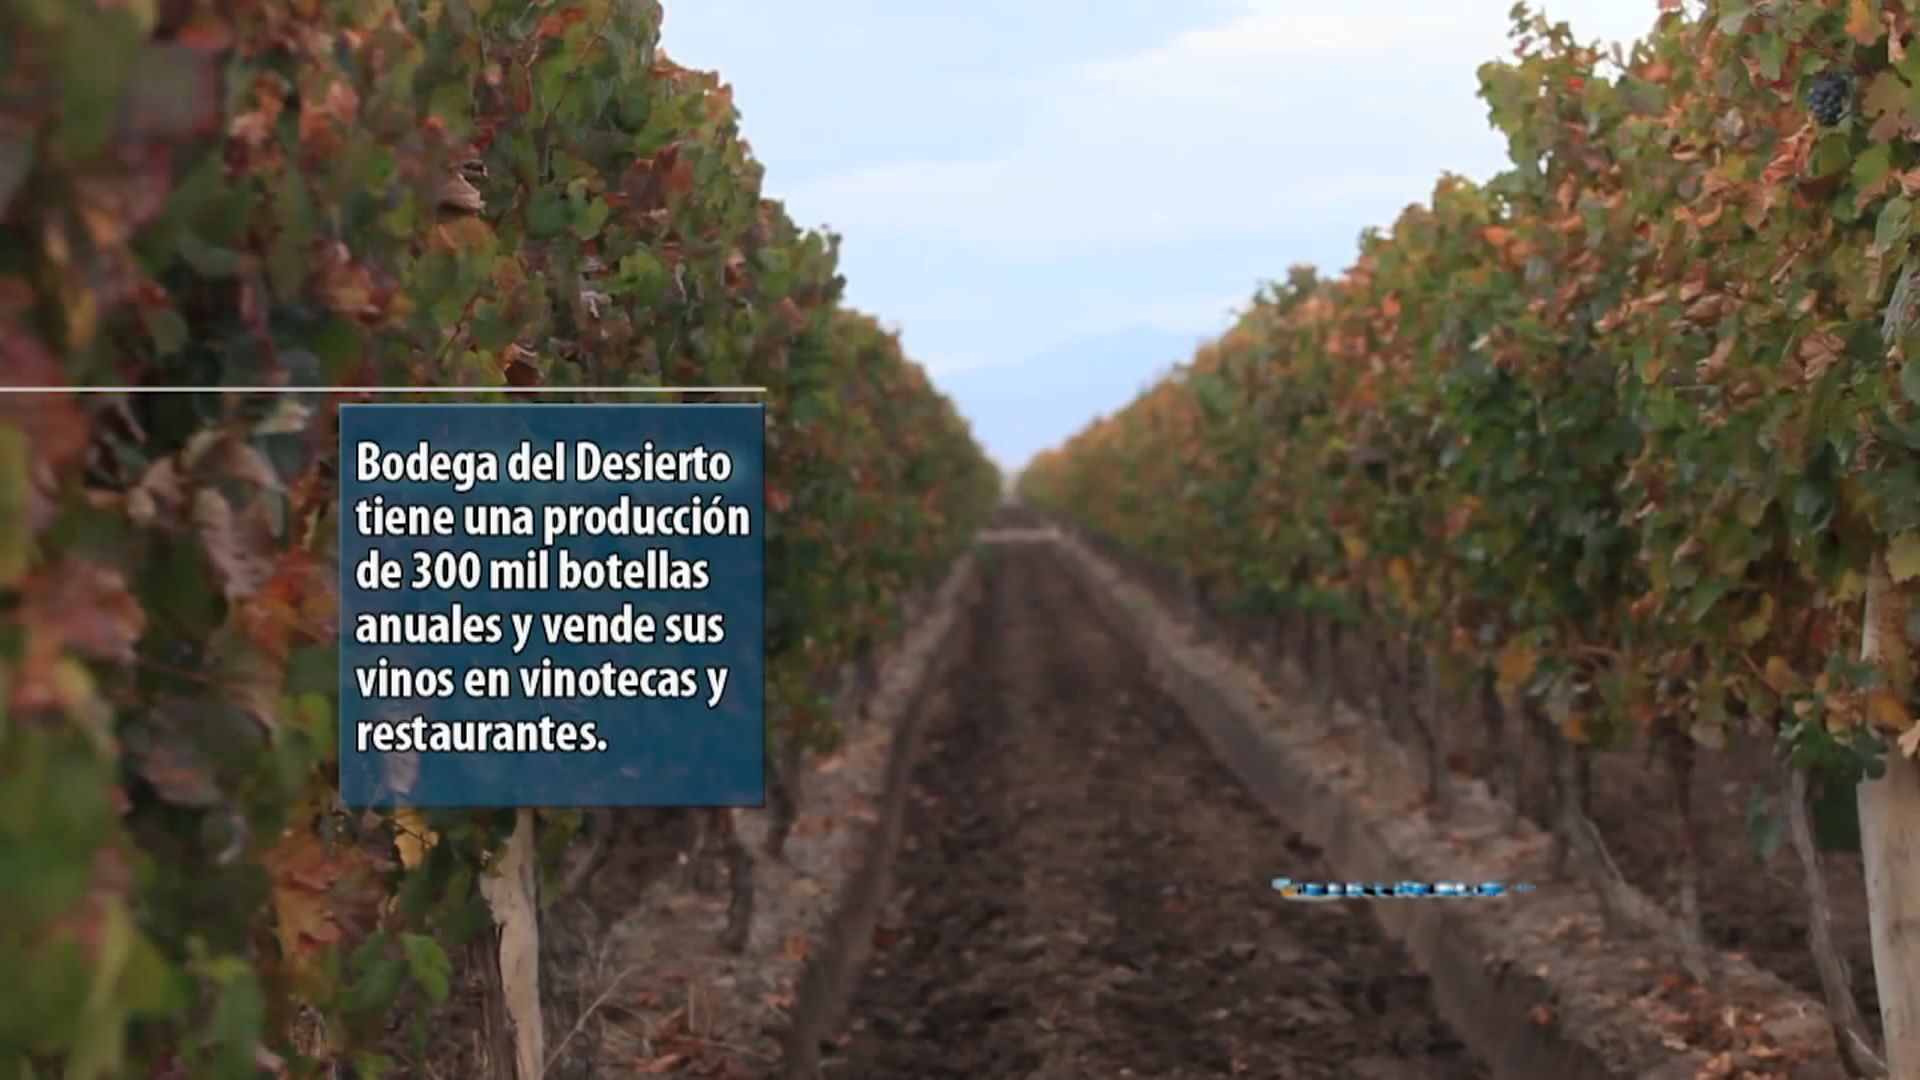 Bodega del Desierto
tiene una producción
de 300 mil botellas
anuales y vende sus
vinos en vinotecas y
restaurantes.